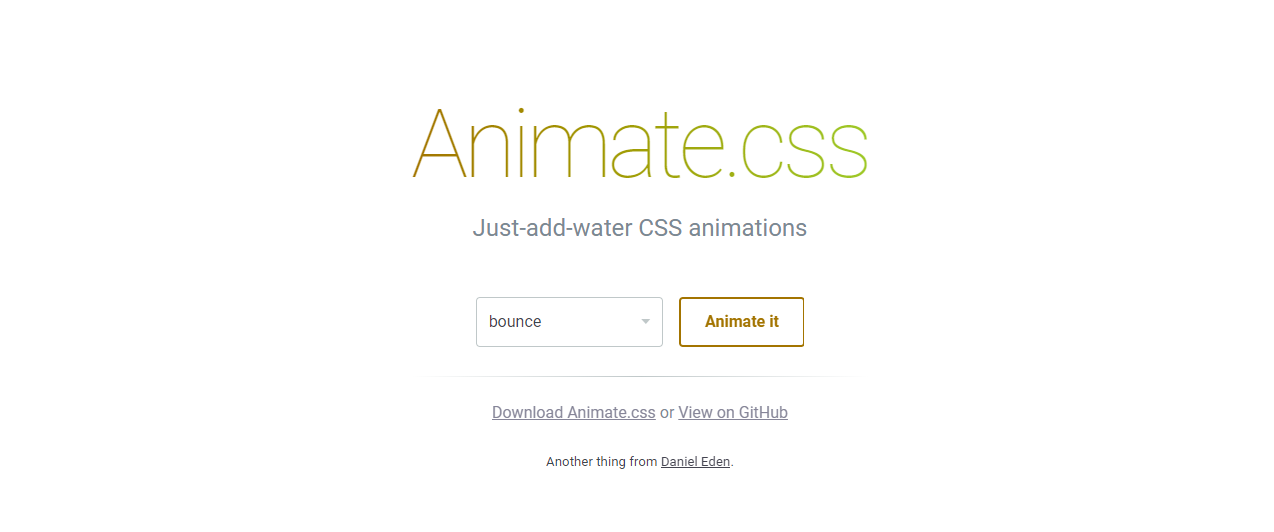 Animate.css
Just-add-water CSS animations
bounce Animate it
Download Animate.css or View on GitHub
Another thing from Daniel Eden.